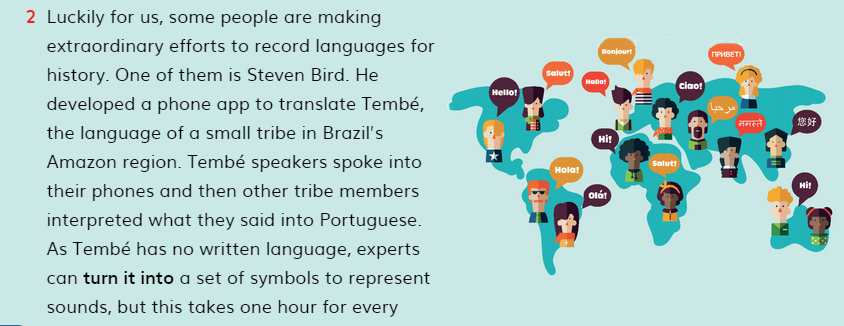 2 Luckily for us, some people are making
extraordinary efforts to record languages for
history. One of them is Steven Bird. He
developed a phone app to translate Tembé,
the language of a small tribe in Brazil's
Amazon region. Tembé speakers spoke into
their phones and then other tribe members
interpreted what they said into Portuguese.
As Tembé has no written language, experts
can turn it into a set of symbols to represent
sounds, but this takes one hour for every
Bonjour!
ПРИВЕТ!
Salut!
Hallo!
Hello!
Ciao!
مرحبا
नमस्ते
您好
Hi!
Salut!
Hola!
Olá!
Hi!